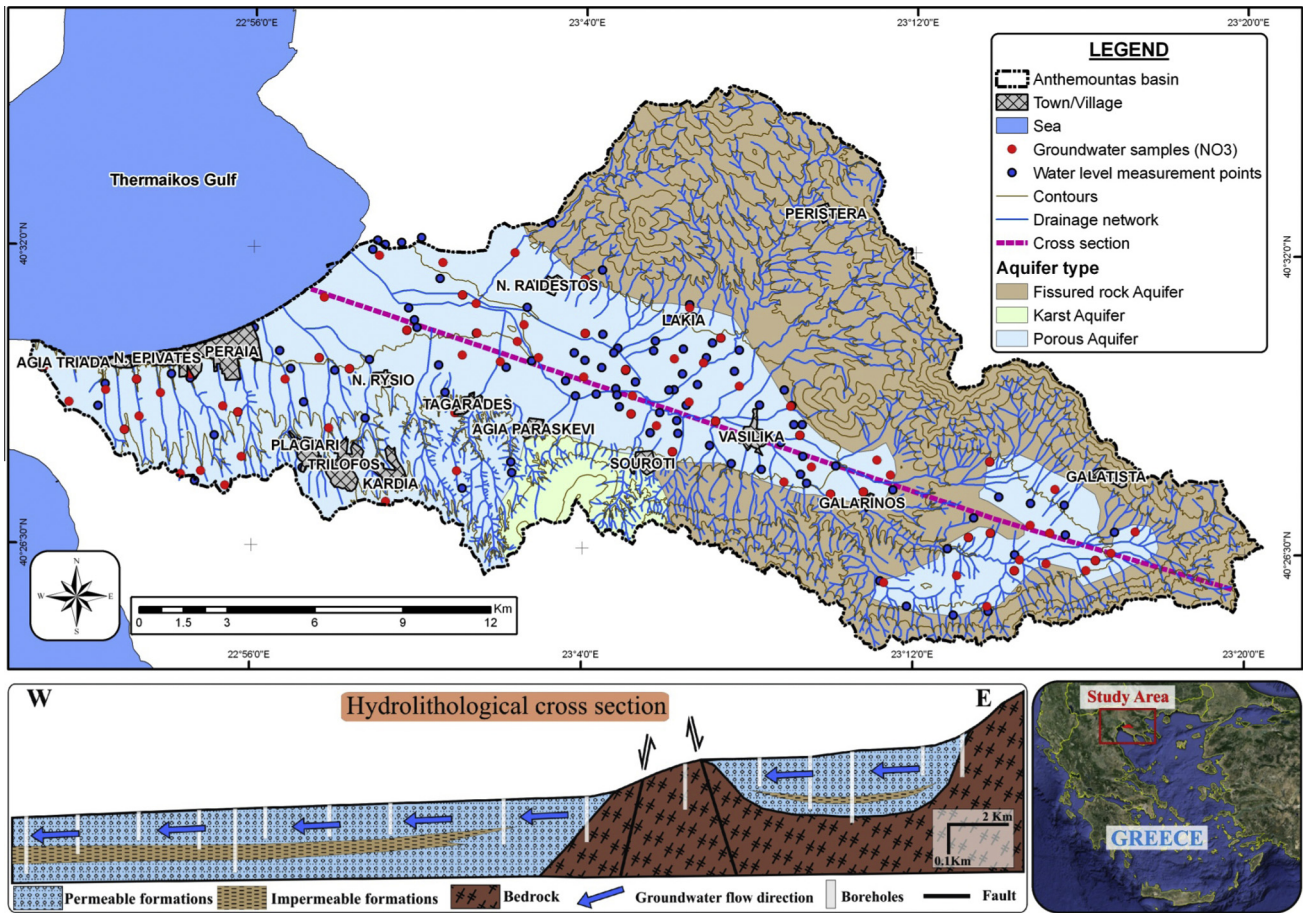 22°56'0"E
23°4'0"E
23°12'0"E
23°20'0"E
LEGEND
Anthemountas basin
Town/Village
Sea
Groundwater samples (NO3)
Water level measurement points
Contours
Drainage network
Cross section
Aquifer type
Fissured rock Aquifer
Karst Aquifer
Porous Aquifer
Thermaikos Gulf
PERISTERA
40°32'0"N
40°32'0"N
N. RAIDESTOS
LAKIA
AGIA TRIADA
N. EPIVATES
PERAIA
N. RYSIO
TAGARADES
AGIA PARASKEVI
VASILIKA
PLAGIARI
TRILOFOS
KARDIA
SOUROTI
GALATISTA
GALARINOS
40°26'30"N
40°26'30"N
N
W E
S
Km
0 1.5 3 6 9 12
22°56'0"E
23°4'0"E
23°12'0"E
23°20'0"E
W
Hydrolithological cross section
E
2 Km
0.1Km
Permeable formations
Impermeable formations
Bedrock
Groundwater flow direction
Boreholes
Fault
Study Area
GREECE